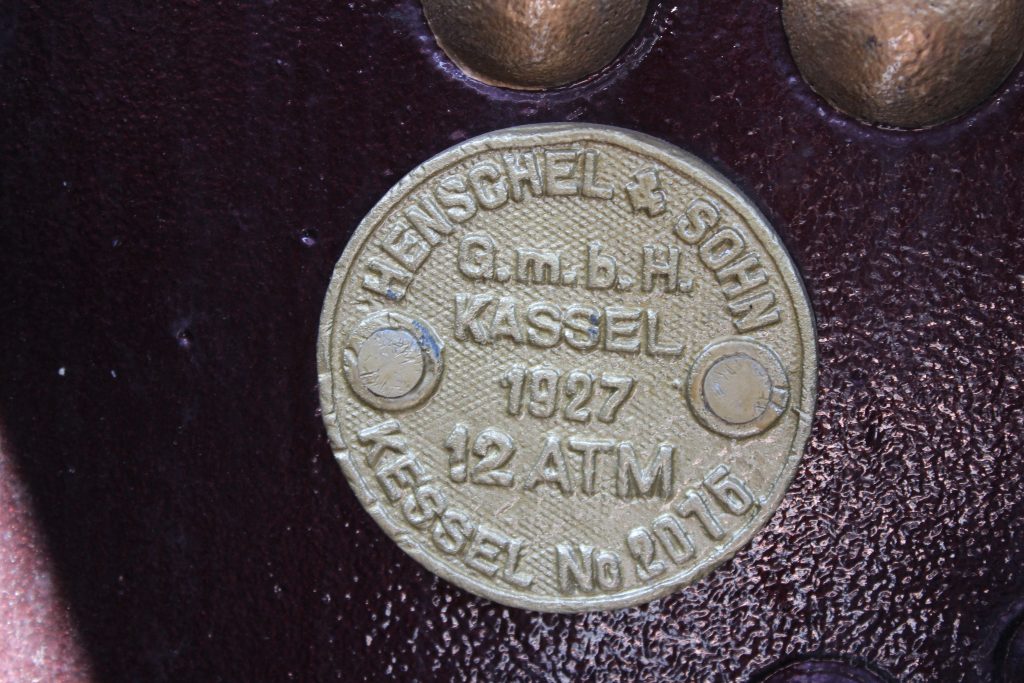 HENSCHEL & SOHN
G.m.b.H.
KASSEL
1927
12 ATM
KESSEL No 2015